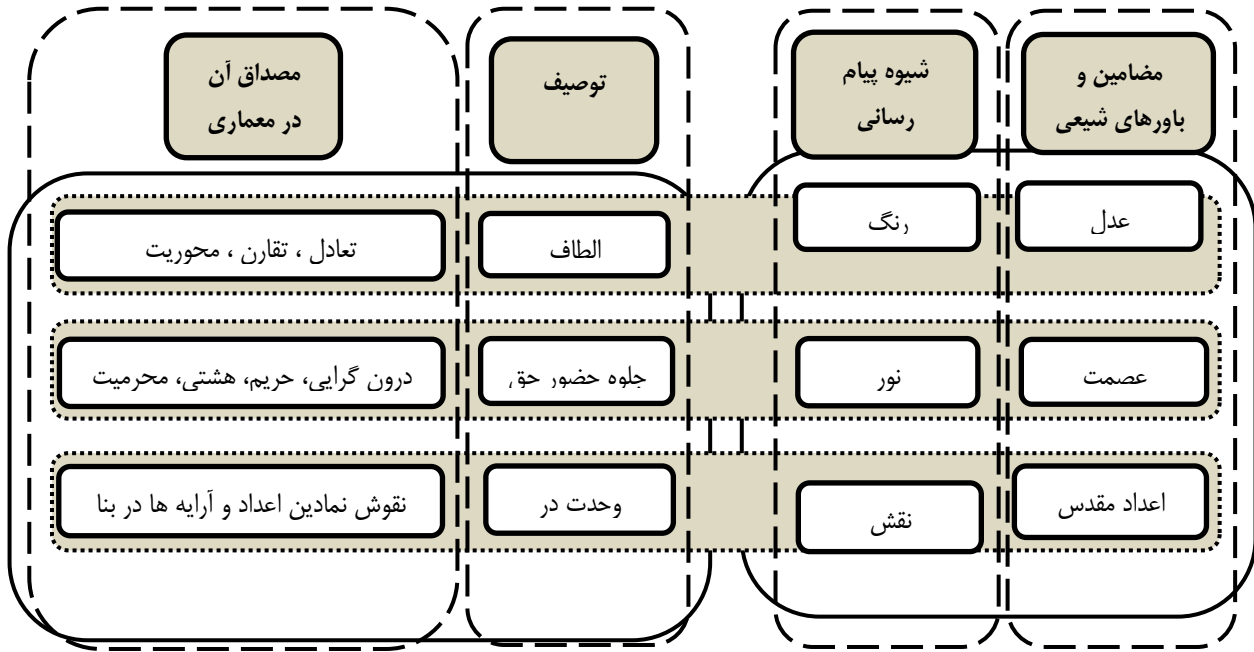 مضامین و
باورهای شیعی
شیوه پیام
رسانی
توصیف
مصداق آن
در معماری
عدل
رنگ
الطاف
تعادل ، تقارن ، محوریت
عصمت
نور
جلوه حضور حق
درون گرایی، حریم، هشتی، محرمیت
اعداد مقدس
نقش
وحدت در
نقوش نمادین اعداد و آرایه ها در بنا